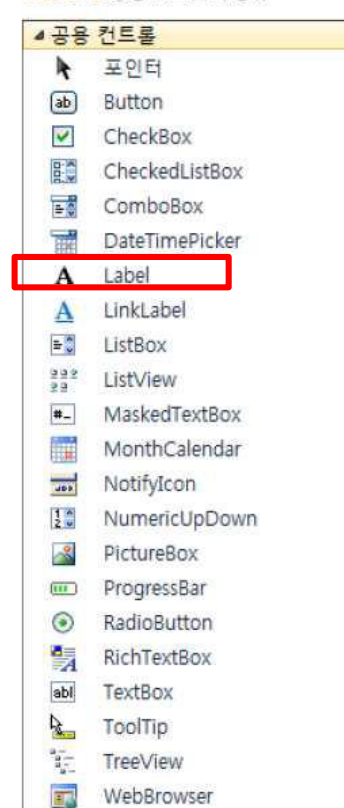 공용 컨트롤
포인터
Button
CheckBox
CheckedListBox
ComboBox
DateTimePicker
Label
LinkLabel
ListBox
ListView
MaskedTextBox
MonthCalendar
NotifyIcon
NumericUpDown
PictureBox
ProgressBar
RadioButton
RichTextBox
TextBox
ToolTip
TreeView
WebBrowser